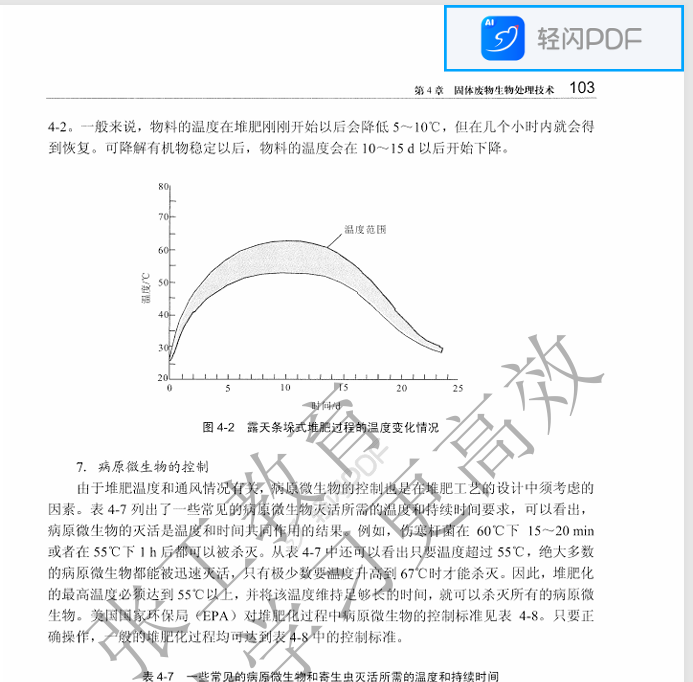 AI
轻闪PDF
第 4 章 固体废物生物处理技术 103
4-2。一般来说，物料的温度在堆肥刚刚开始以后会降低 5～10℃，但在几个小时内就会得
到恢复。可降解有机物稳定以后，物料的温度会在 10～15 d 以后开始下降。
80
70
温度范围
60
50
温度/℃
40
30
20
0 5 10 15 20 25
时间/d
图 4-2 露天条垛式堆肥过程的温度变化情况
7. 病原微生物的控制
由于堆肥温度和通风情况有关，病原微生物的控制也是在堆肥工艺的设计中须考虑的
因素。表 4-7 列出了一些常见的病原微生物灭活所需的温度和持续时间要求，可以看出，
病原微生物的灭活是温度和时间共同作用的结果。例如，伤寒杆菌在 60℃下 15～20 min
或者在 55℃下 1 h 后都可以被杀灭。从表 4-7 中还可以看出只要温度超过 55℃，绝大多数
的病原微生物都能被迅速灭活，只有极少数要温度升高到 67℃时才能杀灭。因此，堆肥化
的最高温度必须达到 55℃以上，并将该温度维持足够长的时间，就可以杀灭所有的病原微
生物。美国国家环保局（EPA）对堆肥化过程中病原微生物的控制标准见表 4-8。只要正
确操作，一般的堆肥化过程均可达到表 4-8 中的控制标准。
表 4-7 一些常见的病原微生物和寄生虫灭活所需的温度和持续时间
张工教育
学习更高效